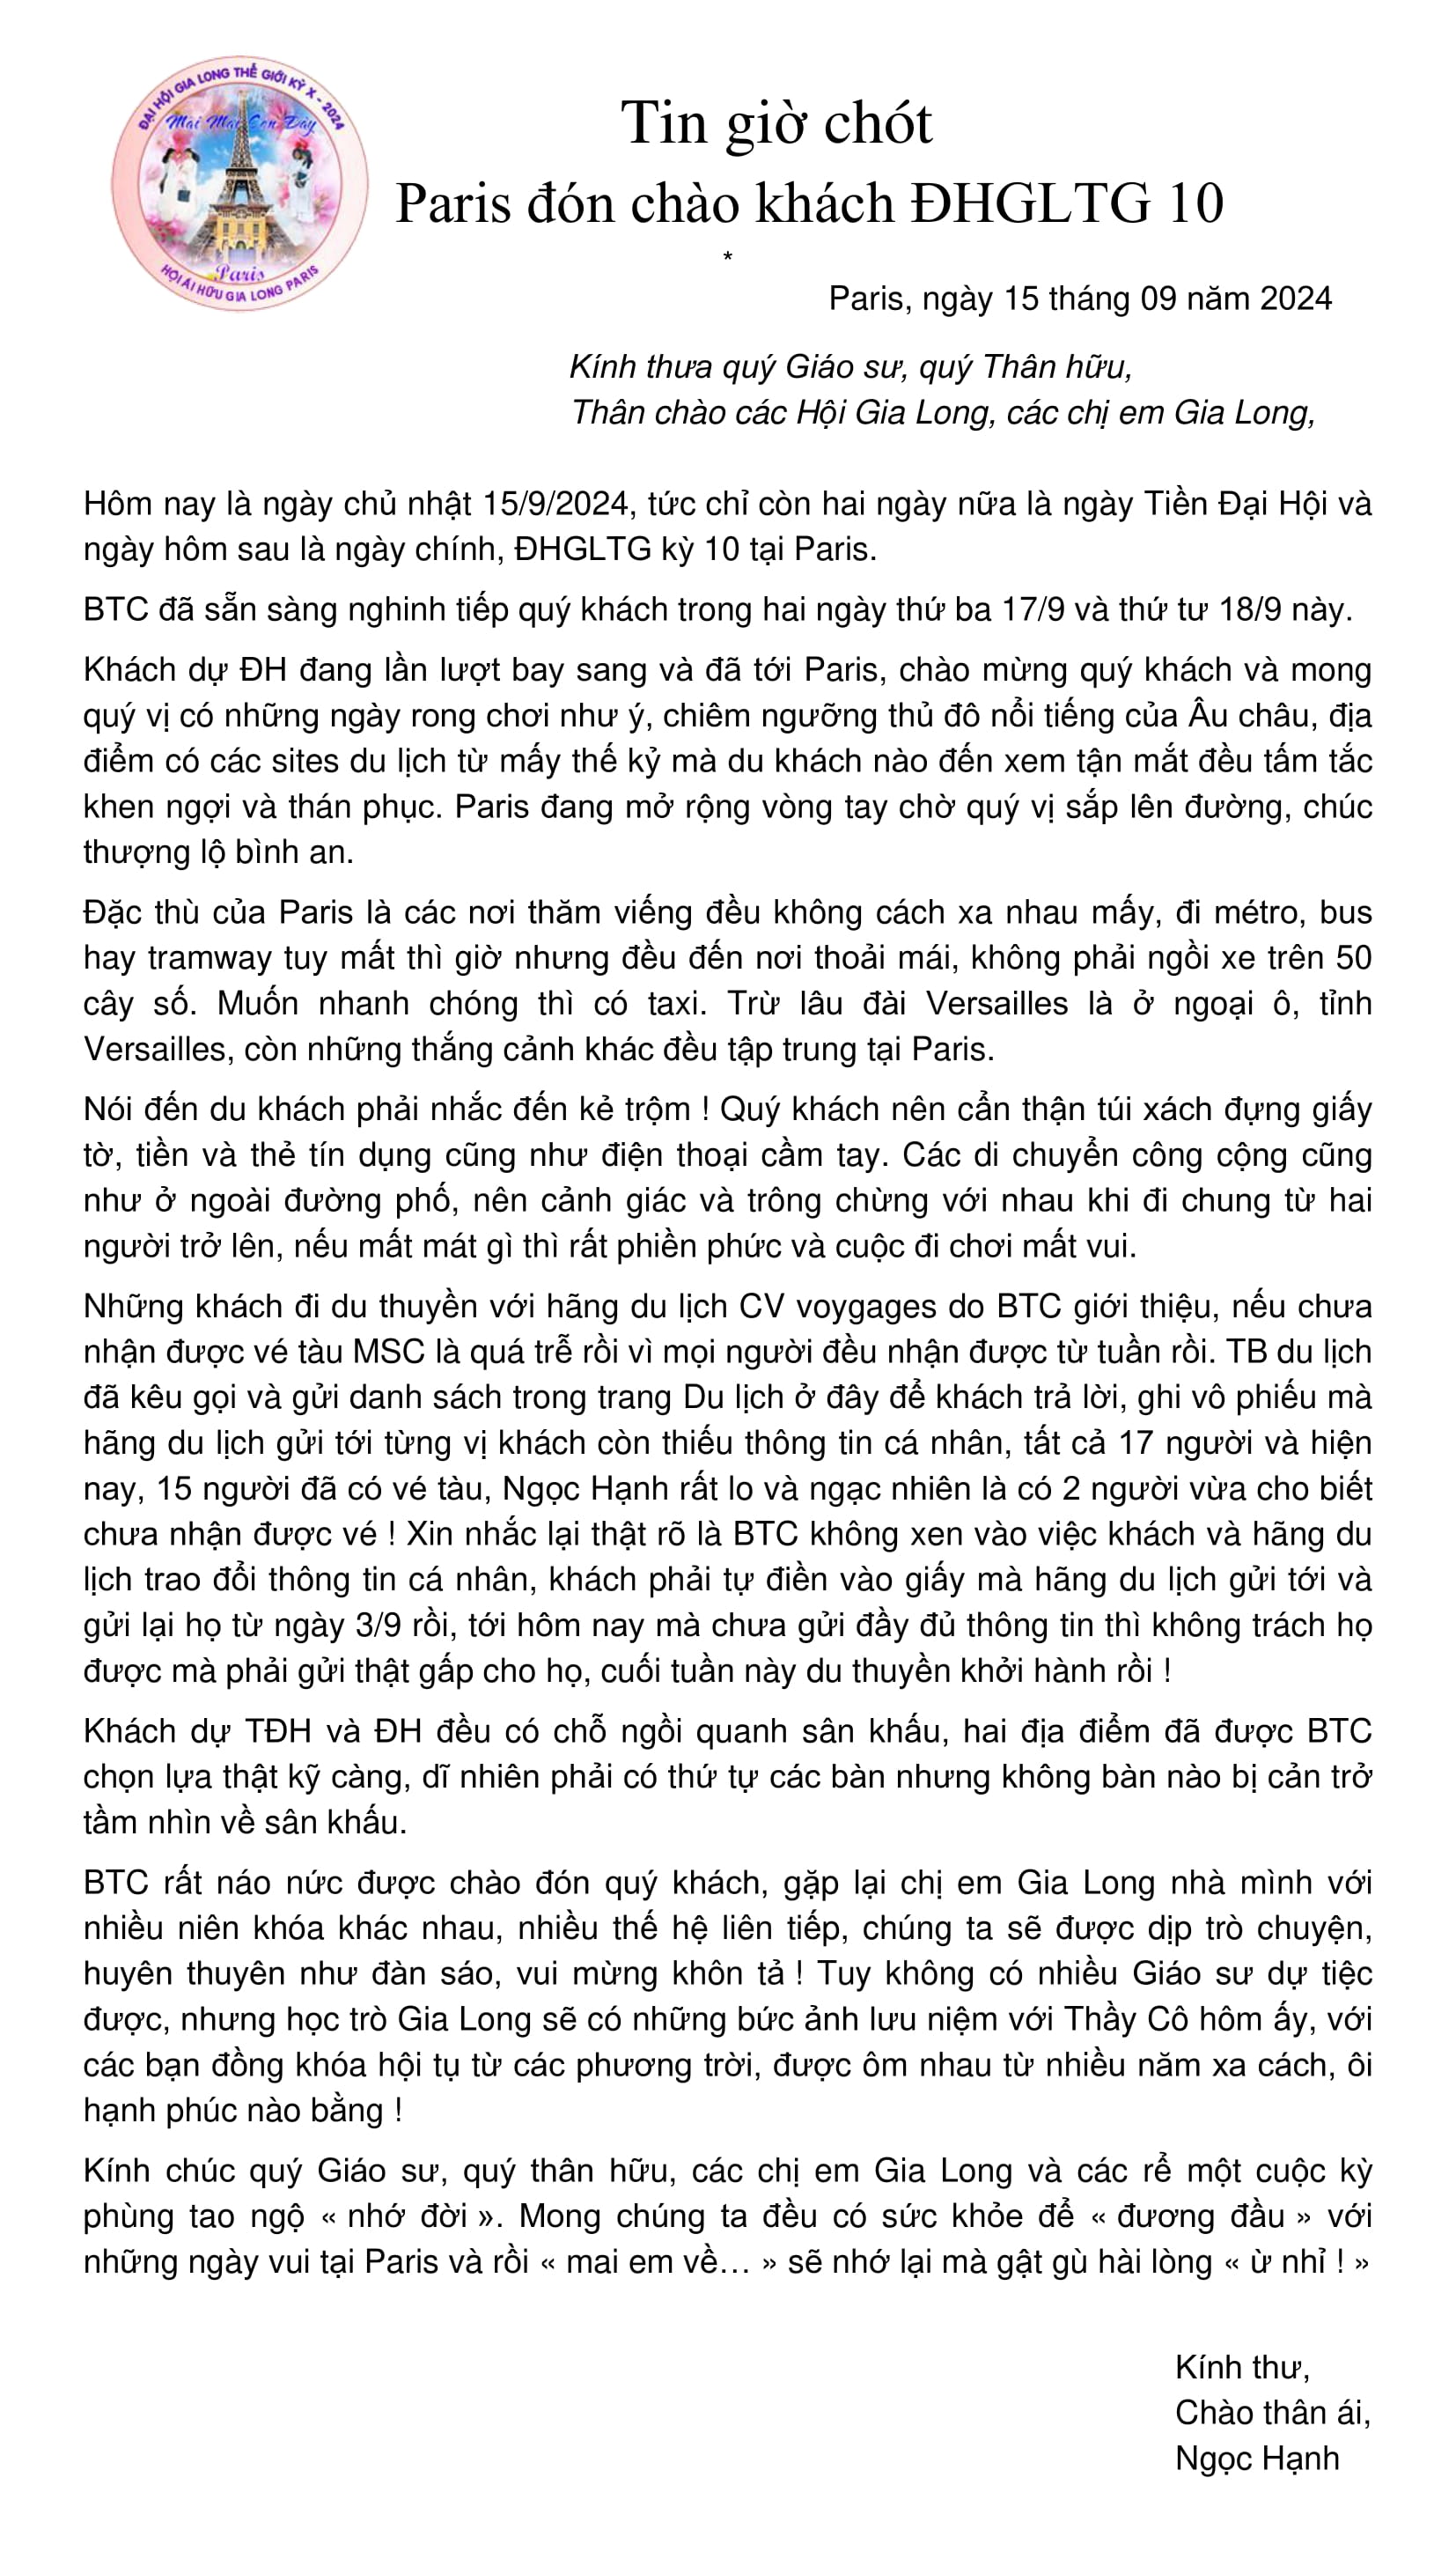 ĐẠI HỘI GIA LONG THẾ GIỚI KỲ X - 2024
Mai Mãi Còn Đây
Paris
HỘI ÁI HỮU GIA LONG PARIS
Tin giờ chót
Paris đón chào khách ĐHGLTG 10
*
Paris, ngày 15 tháng 09 năm 2024
Kính thưa quý Giáo sư, quý Thân hữu,
Thân chào các Hội Gia Long, các chị em Gia Long,
Hôm nay là ngày chủ nhật 15/9/2024, tức chỉ còn hai ngày nữa là ngày Tiền Đại Hội và
ngày hôm sau là ngày chính, ĐHGLTG kỳ 10 tại Paris.
BTC đã sẵn sàng nghinh tiếp quý khách trong hai ngày thứ ba 17/9 và thứ tư 18/9 này.
Khách dự ĐH đang lần lượt bay sang và đã tới Paris, chào mừng quý khách và mong
quý vị có những ngày rong chơi như ý, chiêm ngưỡng thủ đô nổi tiếng của Âu châu, địa
điểm có các sites du lịch từ mấy thế kỷ mà du khách nào đến xem tận mắt đều tấm tắc
khen ngợi và thán phục. Paris đang mở rộng vòng tay chờ quý vị sắp lên đường, chúc
thượng lộ bình an.
Đặc thù của Paris là các nơi thăm viếng đều không cách xa nhau mấy, đi métro, bus
hay tramway tuy mất thì giờ nhưng đều đến nơi thoải mái, không phải ngồi xe trên 50
cây số. Muốn nhanh chóng thì có taxi. Trừ lâu đài Versailles là ở ngoại ô, tỉnh
Versailles, còn những thắng cảnh khác đều tập trung tại Paris.
Nói đến du khách phải nhắc đến kẻ trộm ! Quý khách nên cẩn thận túi xách đựng giấy
tờ, tiền và thẻ tín dụng cũng như điện thoại cầm tay. Các di chuyển công cộng cũng
như ở ngoài đường phố, nên cảnh giác và trông chừng với nhau khi đi chung từ hai
người trở lên, nếu mất mát gì thì rất phiền phức và cuộc đi chơi mất vui.
Những khách đi du thuyền với hãng du lịch CV voygages do BTC giới thiệu, nếu chưa
nhận được vé tàu MSC là quá trễ rồi vì mọi người đều nhận được từ tuần rồi. TB du lịch
đã kêu gọi và gửi danh sách trong trang Du lịch ở đây để khách trả lời, ghi vô phiếu mà
hãng du lịch gửi tới từng vị khách còn thiếu thông tin cá nhân, tất cả 17 người và hiện
nay, 15 người đã có vé tàu, Ngọc Hạnh rất lo và ngạc nhiên là có 2 người vừa cho biết
chưa nhận được vé ! Xin nhắc lại thật rõ là BTC không xen vào việc khách và hãng du
lịch trao đổi thông tin cá nhân, khách phải tự điền vào giấy mà hãng du lịch gửi tới và
gửi lại họ từ ngày 3/9 rồi, tới hôm nay mà chưa gửi đầy đủ thông tin thì không trách họ
được mà phải gửi thật gấp cho họ, cuối tuần này du thuyền khởi hành rồi !
Khách dự TĐH và ĐH đều có chỗ ngồi quanh sân khấu, hai địa điểm đã được BTC
chọn lựa thật kỹ càng, dĩ nhiên phải có thứ tự các bàn nhưng không bàn nào bị cản trở
tầm nhìn về sân khấu.
BTC rất náo nức được chào đón quý khách, gặp lại chị em Gia Long nhà mình với
nhiều niên khóa khác nhau, nhiều thế hệ liên tiếp, chúng ta sẽ được dịp trò chuyện,
huyên thuyên như đàn sáo, vui mừng khôn tả ! Tuy không có nhiều Giáo sư dự tiệc
được, nhưng học trò Gia Long sẽ có những bức ảnh lưu niệm với Thầy Cô hôm ấy, với
các bạn đồng khóa hội tụ từ các phương trời, được ôm nhau từ nhiều năm xa cách, ôi
hạnh phúc nào bằng !
Kính chúc quý Giáo sư, quý thân hữu, các chị em Gia Long và các rể một cuộc kỳ
phùng tao ngộ « nhớ đời ». Mong chúng ta đều có sức khỏe để « đương đầu » với
những ngày vui tại Paris và rồi « mai em về… » sẽ nhớ lại mà gật gù hài lòng « ừ nhỉ ! »
Kính thư,
Chào thân ái,
Ngọc Hạnh